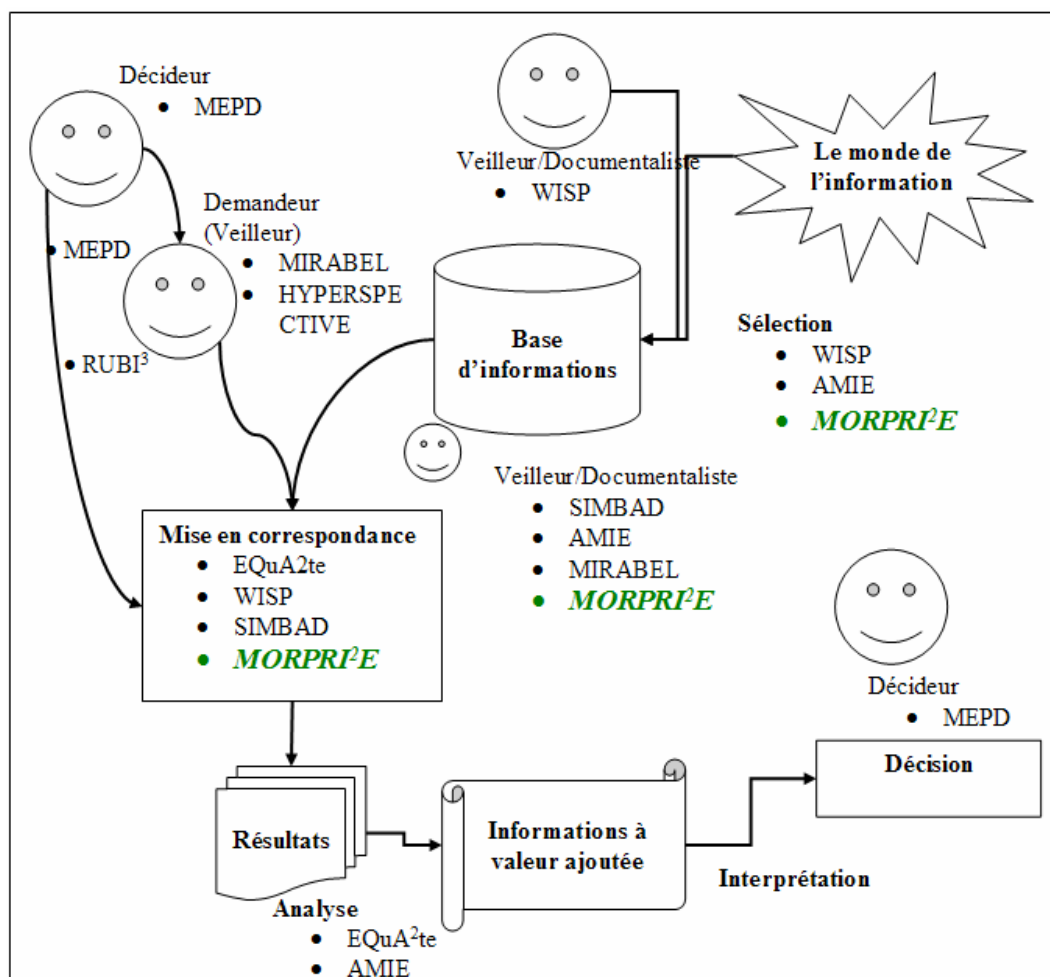 Décideur
• MEPD
Veilleur/Documentaliste
• WISP
Le monde de
l’information
Demandeur
(Veilleur)
• MIRABEL
• HYPERSPE
CTIVE
• MEPD
• RUBI³
Base
d’informations
Sélection
• WISP
• AMIE
• MORPRI²E
Veilleur/Documentaliste
• SIMBAD
• AMIE
• MIRABEL
• MORPRI²E
Mise en correspondance
• EQuA2te
• WISP
• SIMBAD
• MORPRI²E
Décideur
• MEPD
Décision
Résultats
Informations à
valeur ajoutée
Interprétation
Analyse
• EQuA²te
• AMIE